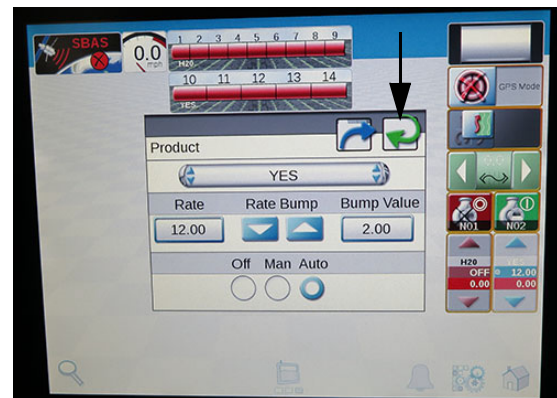 SBAS
0.0
mph
1 2 3 4 5 6 7 8 9
H20
10 11 12 13 14
YES
GPS Mode
Product
YES
Rate Rate Bump Bump Value
12.00 2.00
Off Man Auto
N01 N02
H20 YES
OFF 12.00
0.00 0.00